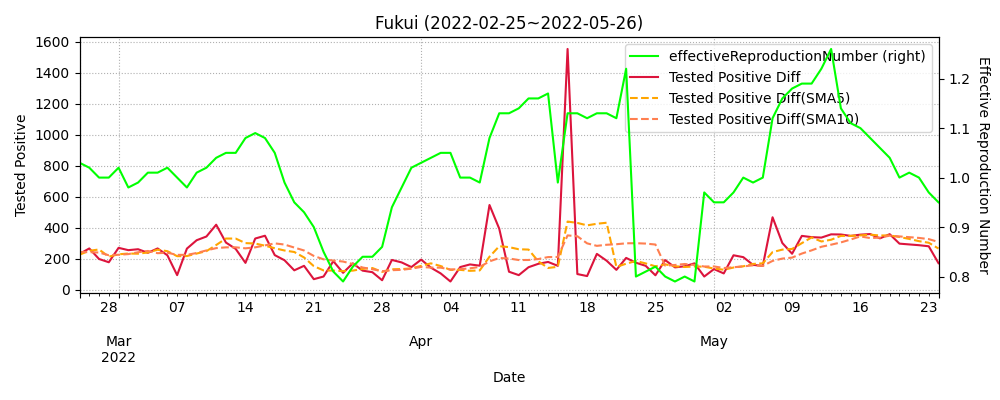 Fukui (2022-02-25~2022-05-26)
effectiveReproductionNumber (right)
Tested Positive Diff
Tested Positive Diff(SMA5)
Tested Positive Diff(SMA10)
Tested Positive
1600
1400
1200
1000
800
600
400
200
0
1.2
1.1
1.0
0.9
0.8
Effective Reproduction Number
28 07 14 21 28 04 11 18 25 02 09 16 23
Mar Apr May
2022
Date